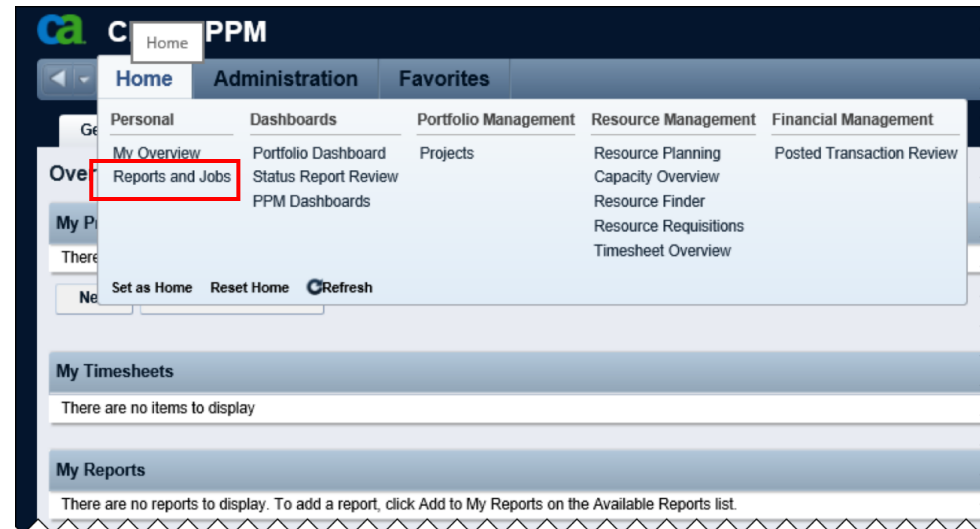 ca C PPM
Home
Home Administration Favorites
Personal Dashboards Portfolio Management Resource Management Financial Management
My Overview Portfolio Dashboard Projects Resource Planning Posted Transaction Review
Reports and Jobs Status Report Review Capacity Overview
PPM Dashboards Resource Finder
Resource Requisitions
Timesheet Overview
Set as Home Reset Home Refresh
Ge
Over
My P
There
Ne
My Timesheets
There are no items to display
My Reports
There are no reports to display. To add a report, click Add to My Reports on the Available Reports list.